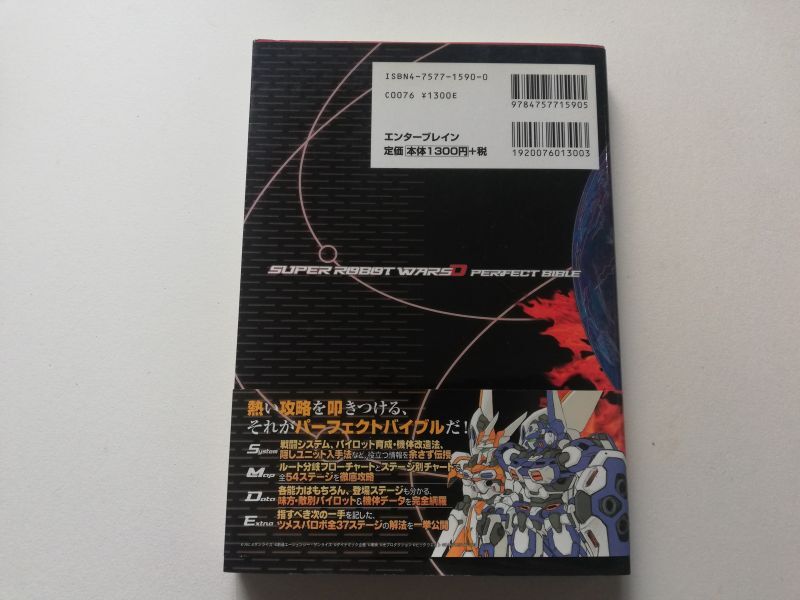 ISBN4-7577-1590-0
C0076 ¥1300E
9784757715905
エンターブレイン
定価 本体1300円+税
1920076013003
SUPER ROBOT WARS D PERFECT BIBLE
熱い攻略を叩きつける、
それがパーフェクトバイブルだ!
System 戦闘システム、パイロット育成・機体改造法、
隠しユニット入手法など、役立つ情報を余さず伝授
Map ルート分岐フローチャートとステージ別チャートで
全54ステージを徹底攻略
Data 各能力はもちろん、登場ステージも分かる、
味方・敵別パイロット&機体データを完全網羅
Extra 指すべき次の一手を記した、
ツメスパロボ全37ステージの解法を一挙公開